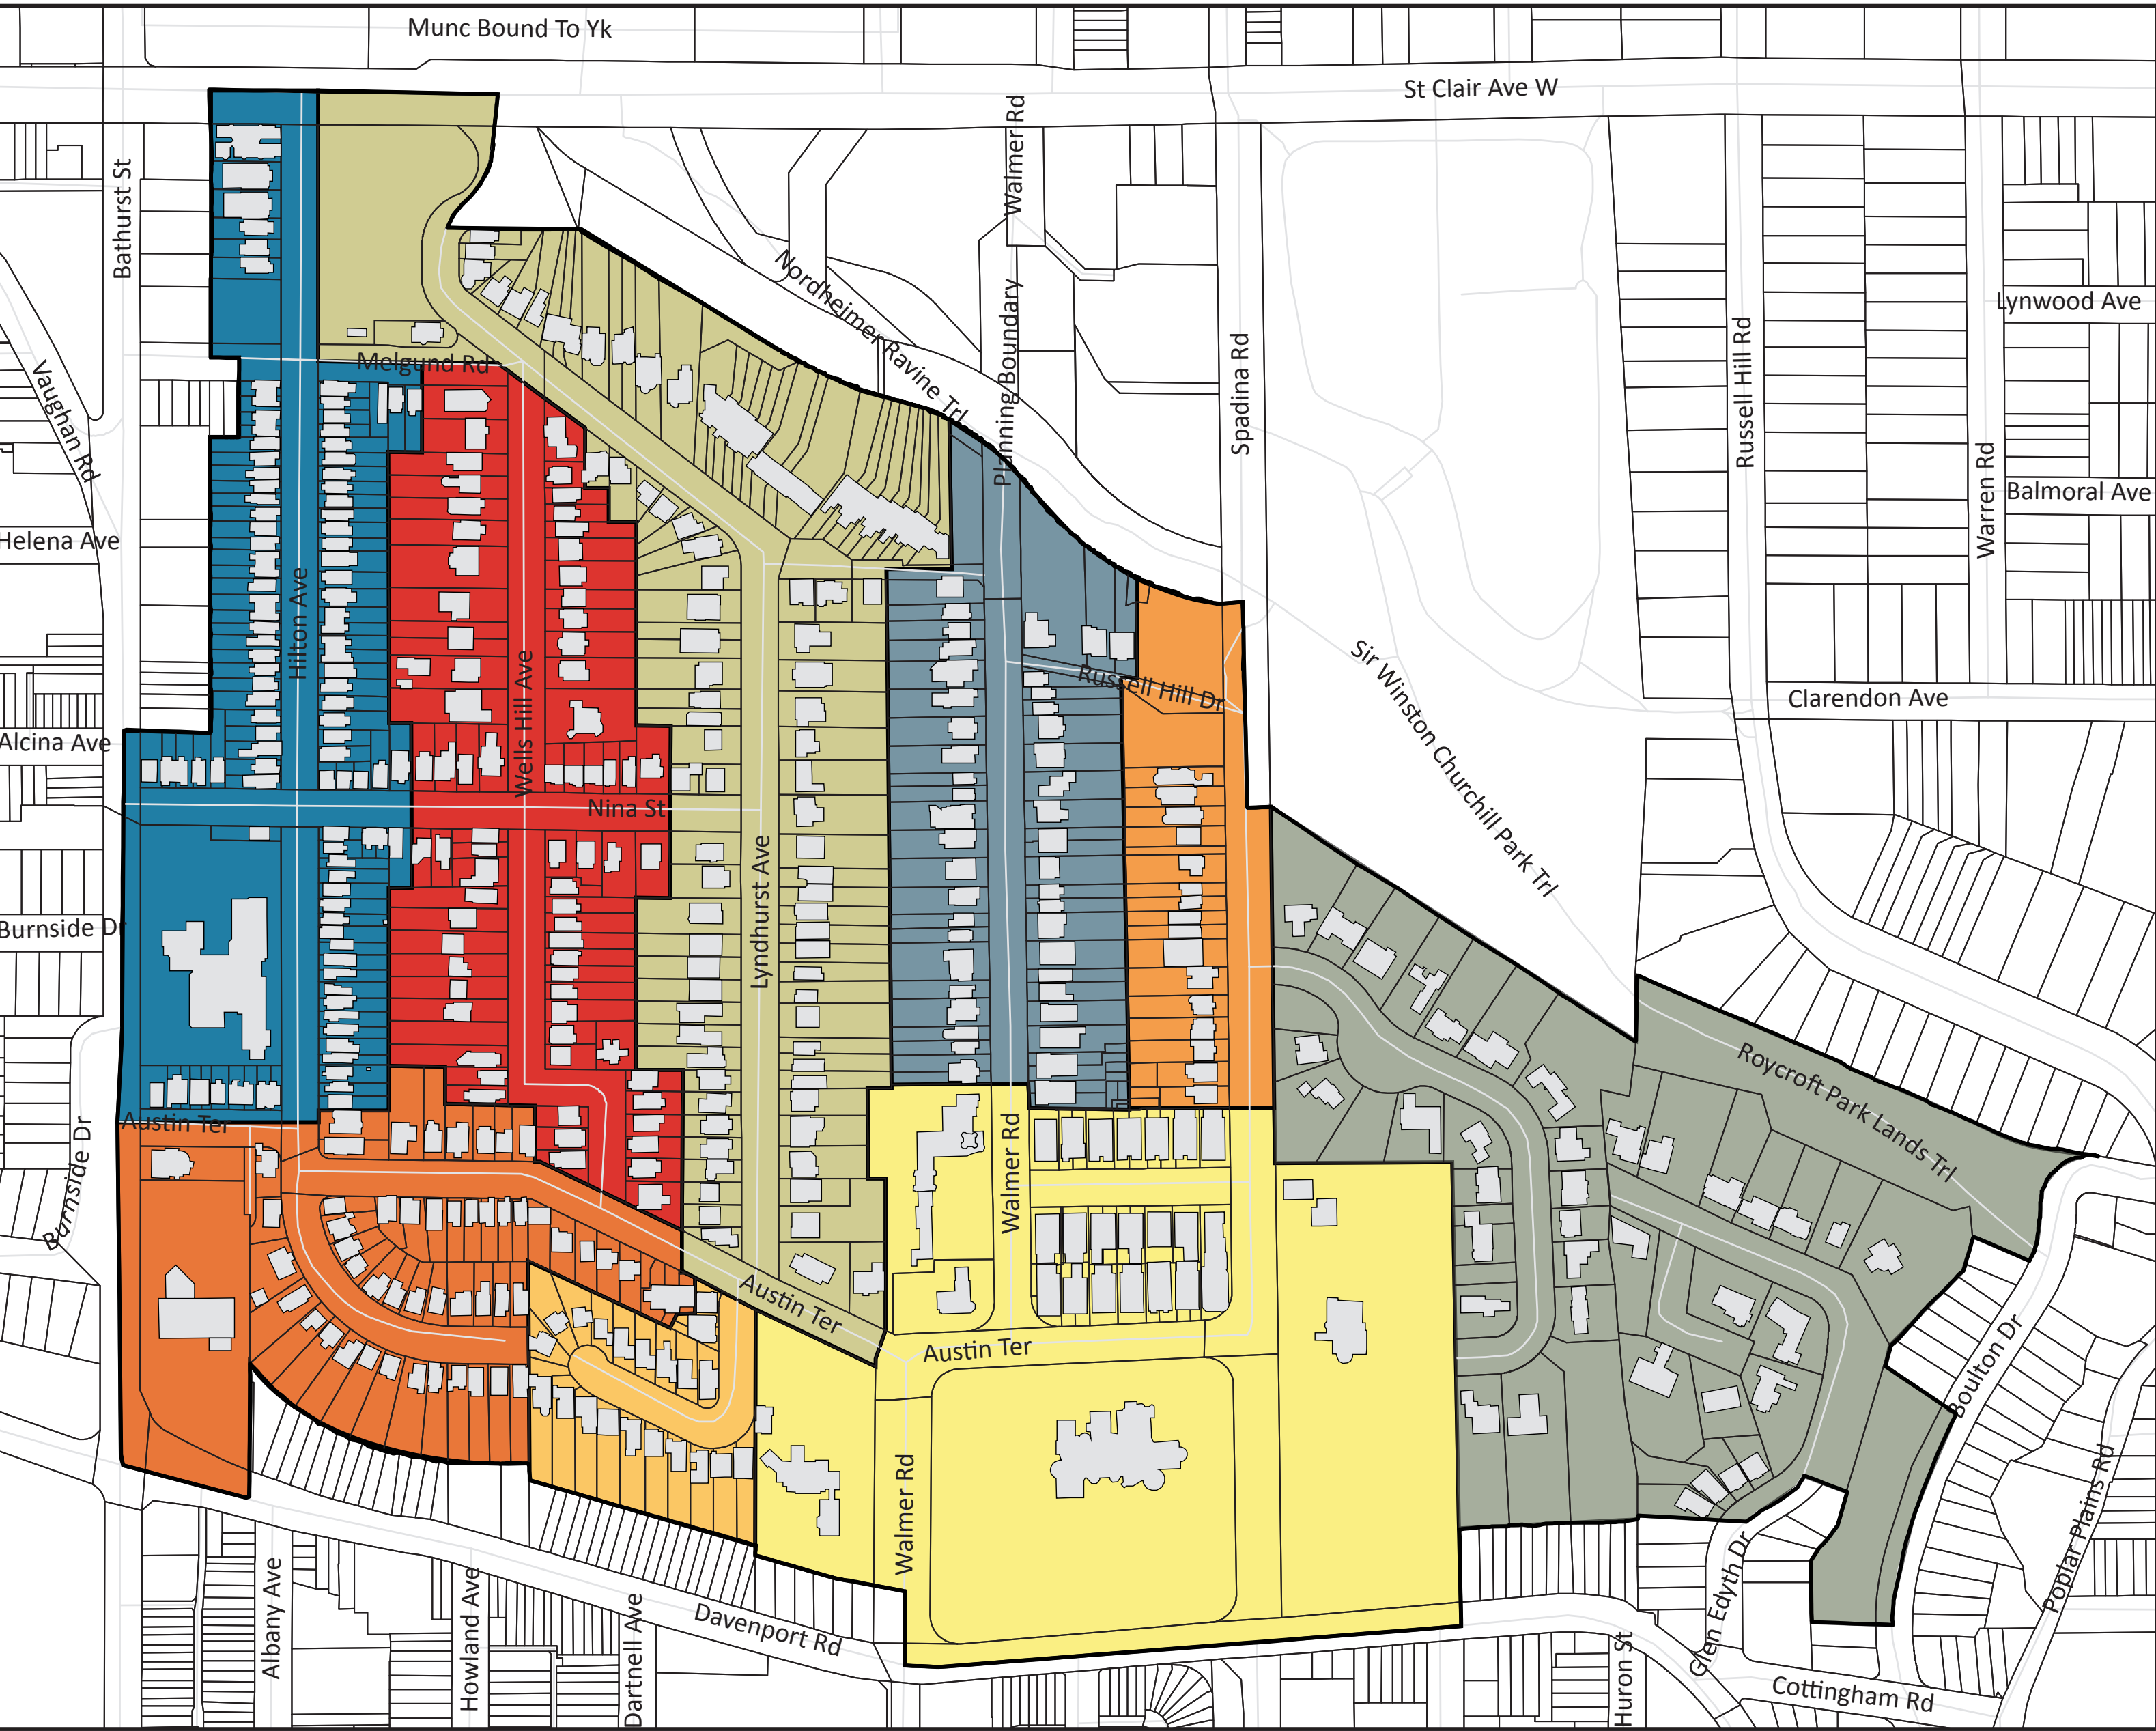 Munc Bound To Yk
St Clair Ave W
Walmer Rd
Bathurst St
Nordheimer Ravine Trl
Planning Boundary
Lynwood Ave
Russell Hill Rd
Spadina Rd
Melgund Rd
Vaughan Rd
Warren Rd
Balmoral Ave
Helena Ave
Hilton Ave
Wells Hill Ave
Russell Hill Dr
Sir Winston Churchill Park Trl
Clarendon Ave
Alcina Ave
Nina St
Lyndhurst Ave
Burnside Dr
Roycroft Park Lands Trl
Austin Ter
Burnside Dr
Walmer Rd
Austin Ter
Austin Ter
Boulton Dr
Walmer Rd
Poplar Plains Rd
Glen Edyth Dr
Albany Ave
Howland Ave
Dartnell Ave
Davenport Rd
Huron St
Cottingham Rd